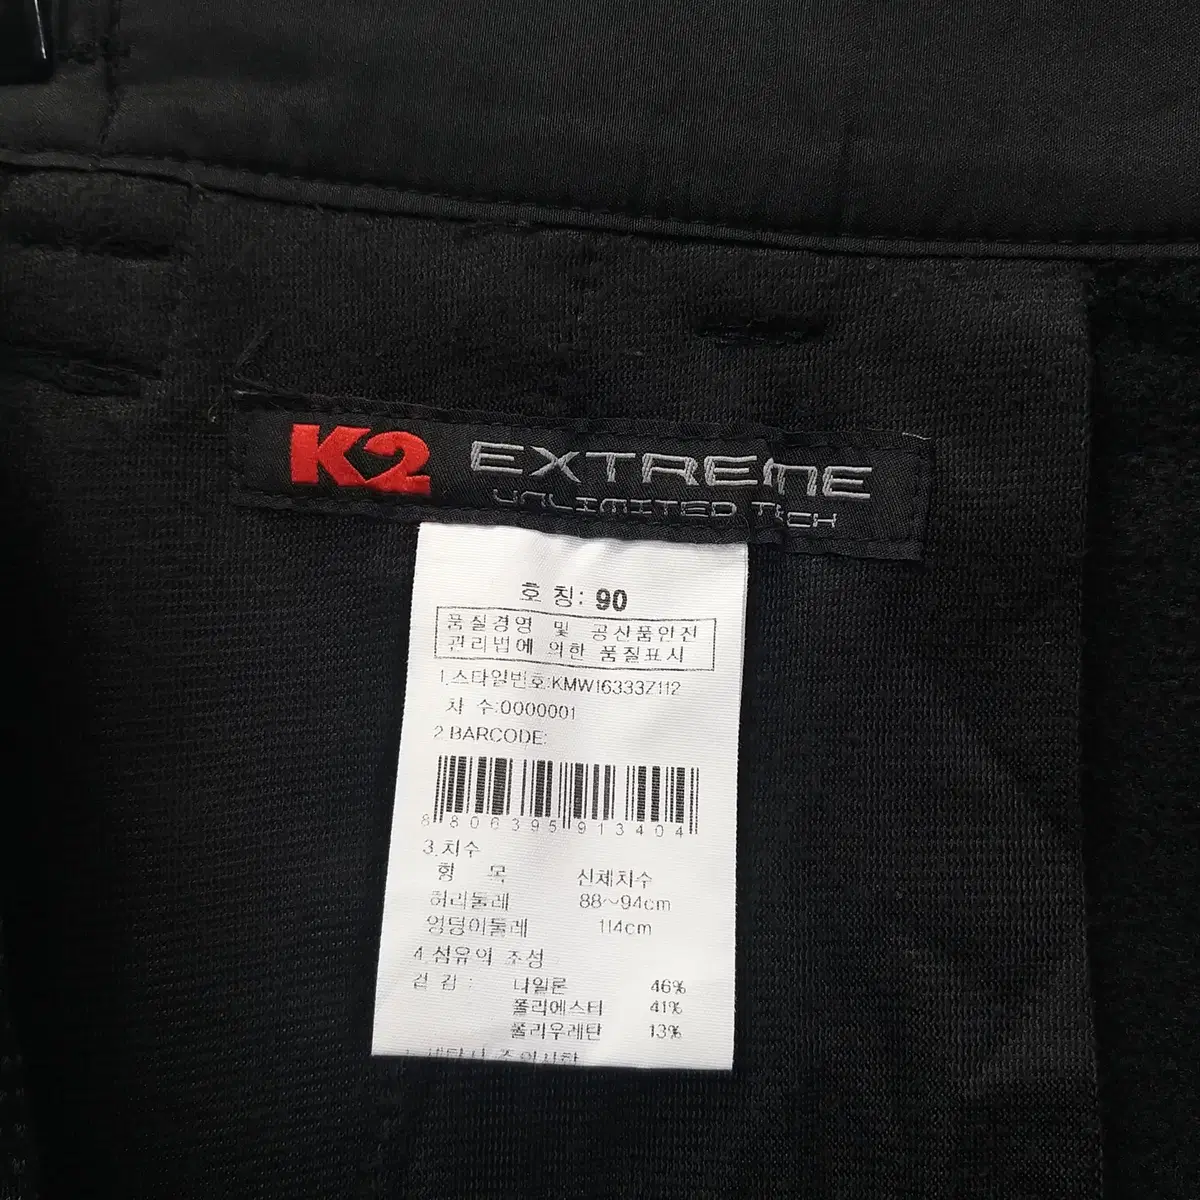 K2 EXTREME
UNLIMITED TECH
호 칭: 90
품질경영 및 공산품안전
관리법에 의한 품질표시
1.스타일번호:KMW16333Z112
차 수:0000001
2.BARCODE:
8 806395 913404
3.치수
항 목 신체치수
허리둘레 88~94cm
엉덩이둘레 114cm
4.섬유의 조성
겉 감 : 나일론 46%
폴리에스터 41%
폴리우레탄 13%